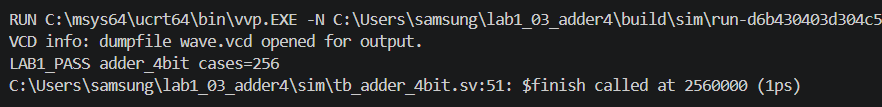 RUN C:\msys64\ucrt64\bin\vvp.EXE -N C:\Users\samsung\lab1_03_adder4\build\sim\run-d6b430403d304c5
VCD info: dumpfile wave.vcd opened for output.
LAB1_PASS adder_4bit cases=256
C:\Users\samsung\lab1_03_adder4\sim\tb_adder_4bit.sv:51: $finish called at 2560000 (1ps)